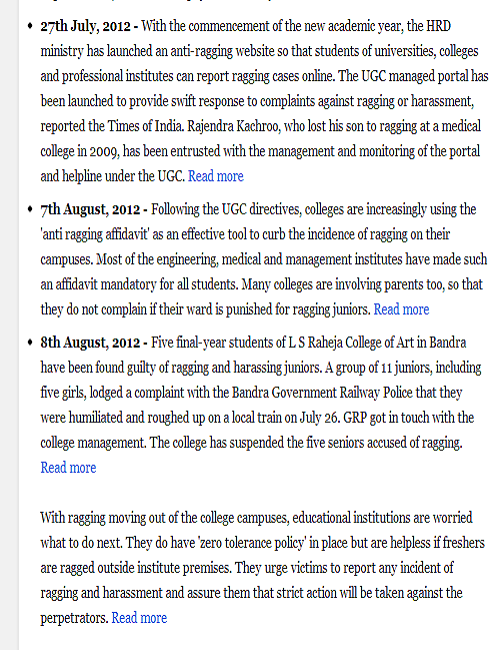 • 27th July, 2012 - With the commencement of the new academic year, the HRD
ministry has launched an anti-ragging website so that students of universities, colleges
and professional institutes can report ragging cases online. The UGC managed portal has
been launched to provide swift response to complaints against ragging or harassment,
reported the Times of India. Rajendra Kachroo, who lost his son to ragging at a medical
college in 2009, has been entrusted with the management and monitoring of the portal
and helpline under the UGC. Read more
• 7th August, 2012 - Following the UGC directives, colleges are increasingly using the
'anti ragging affidavit' as an effective tool to curb the incidence of ragging on their
campuses. Most of the engineering, medical and management institutes have made such
an affidavit mandatory for all students. Many colleges are involving parents too, so that
they do not complain if their ward is punished for ragging juniors. Read more
• 8th August, 2012 - Five final-year students of L S Raheja College of Art in Bandra
have been found guilty of ragging and harassing juniors. A group of 11 juniors, including
five girls, lodged a complaint with the Bandra Government Railway Police that they
were humiliated and roughed up on a local train on July 26. GRP got in touch with the
college management. The college has suspended the five seniors accused of ragging.
Read more
With ragging moving out of the college campuses, educational institutions are worried
what to do next. They do have 'zero tolerance policy' in place but are helpless if freshers
are ragged outside institute premises. They urge victims to report any incident of
ragging and harassment and assure them that strict action will be taken against the
perpetrators. Read more